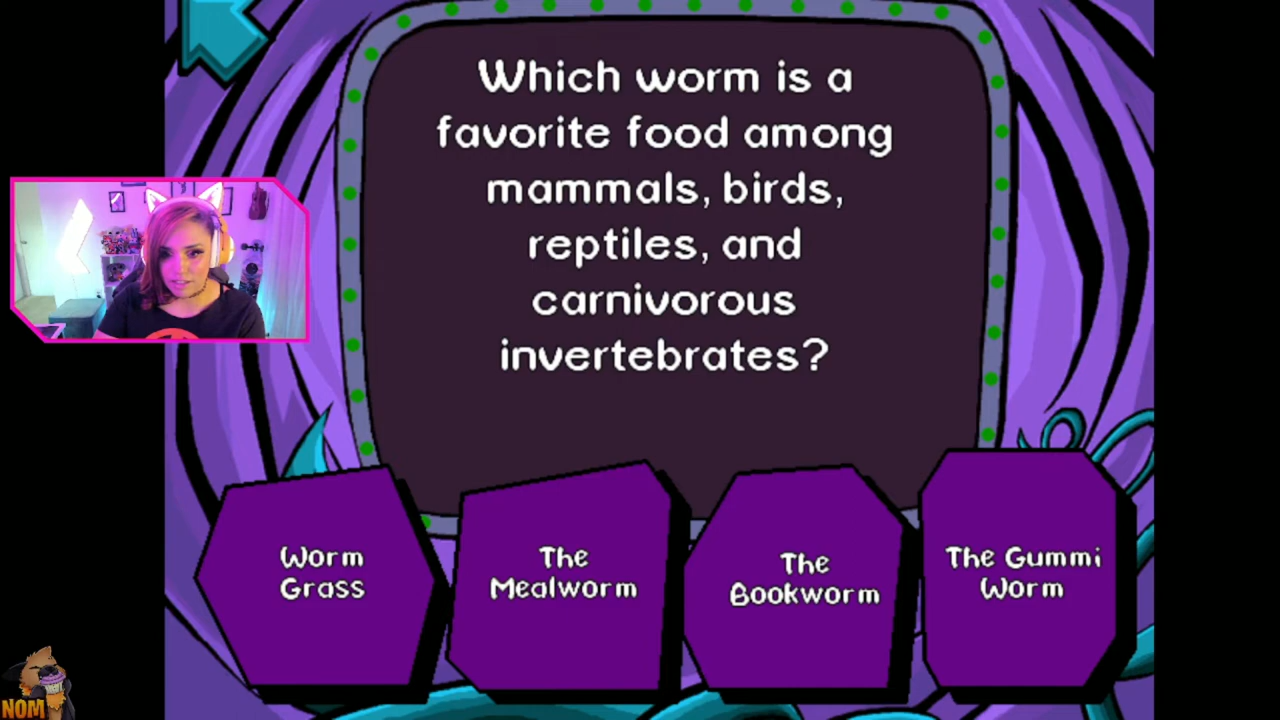 Which worm is a
favorite food among
mammals, birds,
reptiles, and
carnivorous
invertebrates?
Worm
Grass
The
Mealworm
The
Bookworm
The Gummi
Worm
NOM